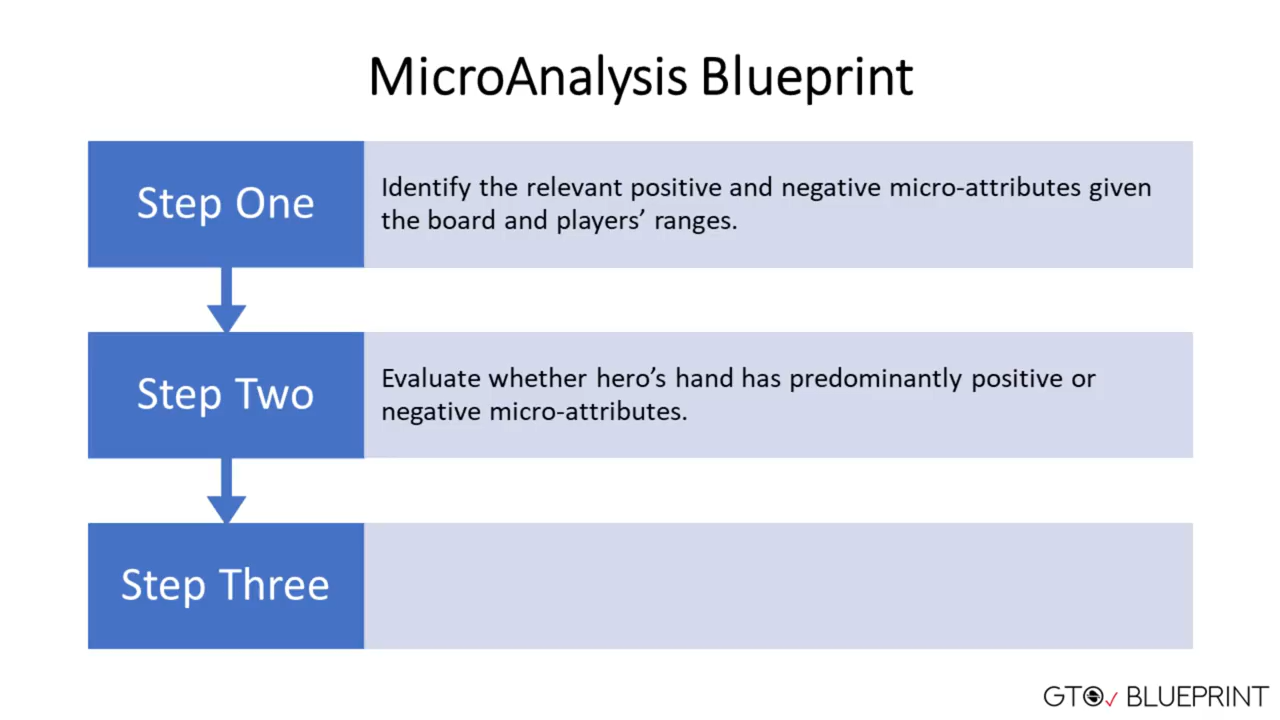 MicroAnalysis Blueprint
Step One
Identify the relevant positive and negative micro-attributes given
the board and players’ ranges.
Step Two
Evaluate whether hero’s hand has predominantly positive or
negative micro-attributes.
Step Three
GTO BLUEPRINT